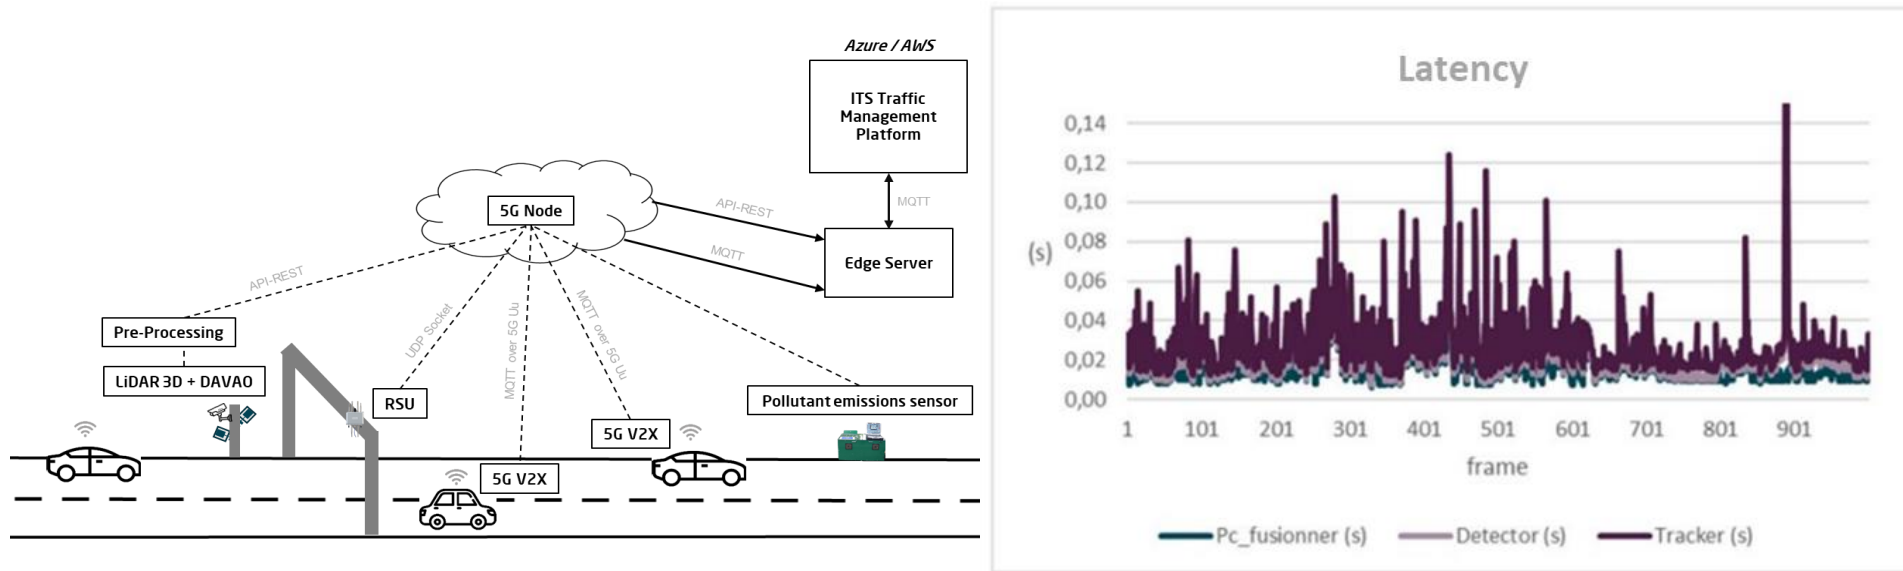 Azure / AWS
ITS Traffic
Management
Platform
5G Node
API-REST
MQTT
MQTT
Edge Server
API-REST
UDP Socket
MQTT over 5G Uu
MQTT over 5G Uu
Pre-Processing
LiDAR 3D + DAVAO
RSU
Pollutant emissions sensor
5G V2X
5G V2X
Latency
0,14
0,12
0,10
0,08
(s)
0,06
0,04
0,02
0,00
1 101 201 301 401 501 601 701 801 901
frame
Pc_fusionner (s) Detector (s) Tracker (s)